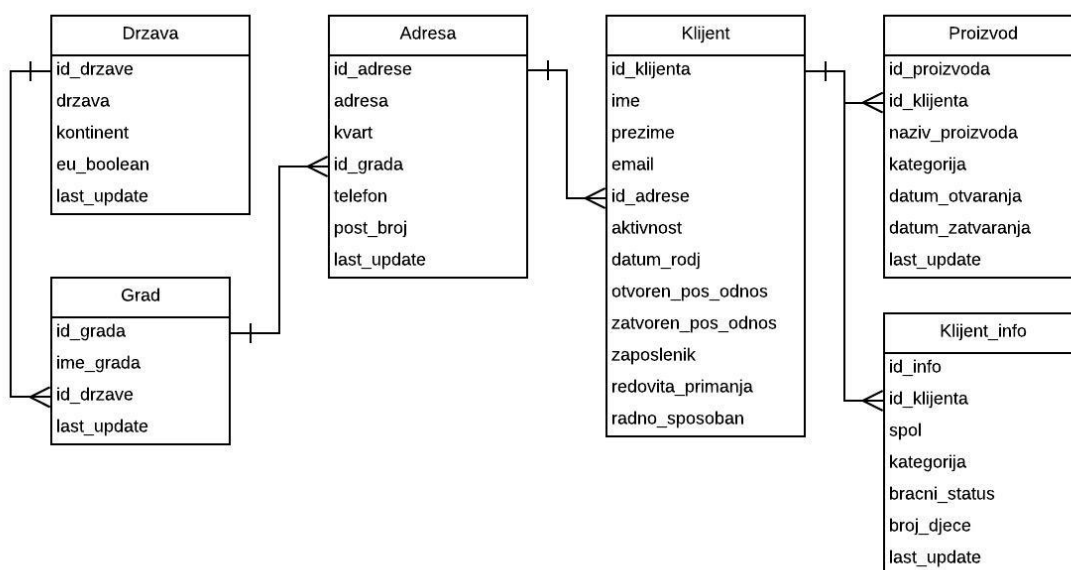 Drzava
id_drzave
drzava
kontinent
eu_boolean
last_update
Grad
id_grada
ime_grada
id_drzave
last_update
Adresa
id_adrese
adresa
kvart
id_grada
telefon
post_broj
last_update
Klijent
id_klijenta
ime
prezime
email
id_adrese
aktivnost
datum_rodj
otvoren_pos_odnos
zatvoren_pos_odnos
zaposlenik
redovita_primanja
radno_sposoban
Proizvod
id_proizvoda
id_klijenta
naziv_proizvoda
kategorija
datum_otvaranja
datum_zatvaranja
last_update
Klijent_info
id_info
id_klijenta
spol
kategorija
bracni_status
broj_djece
last_update